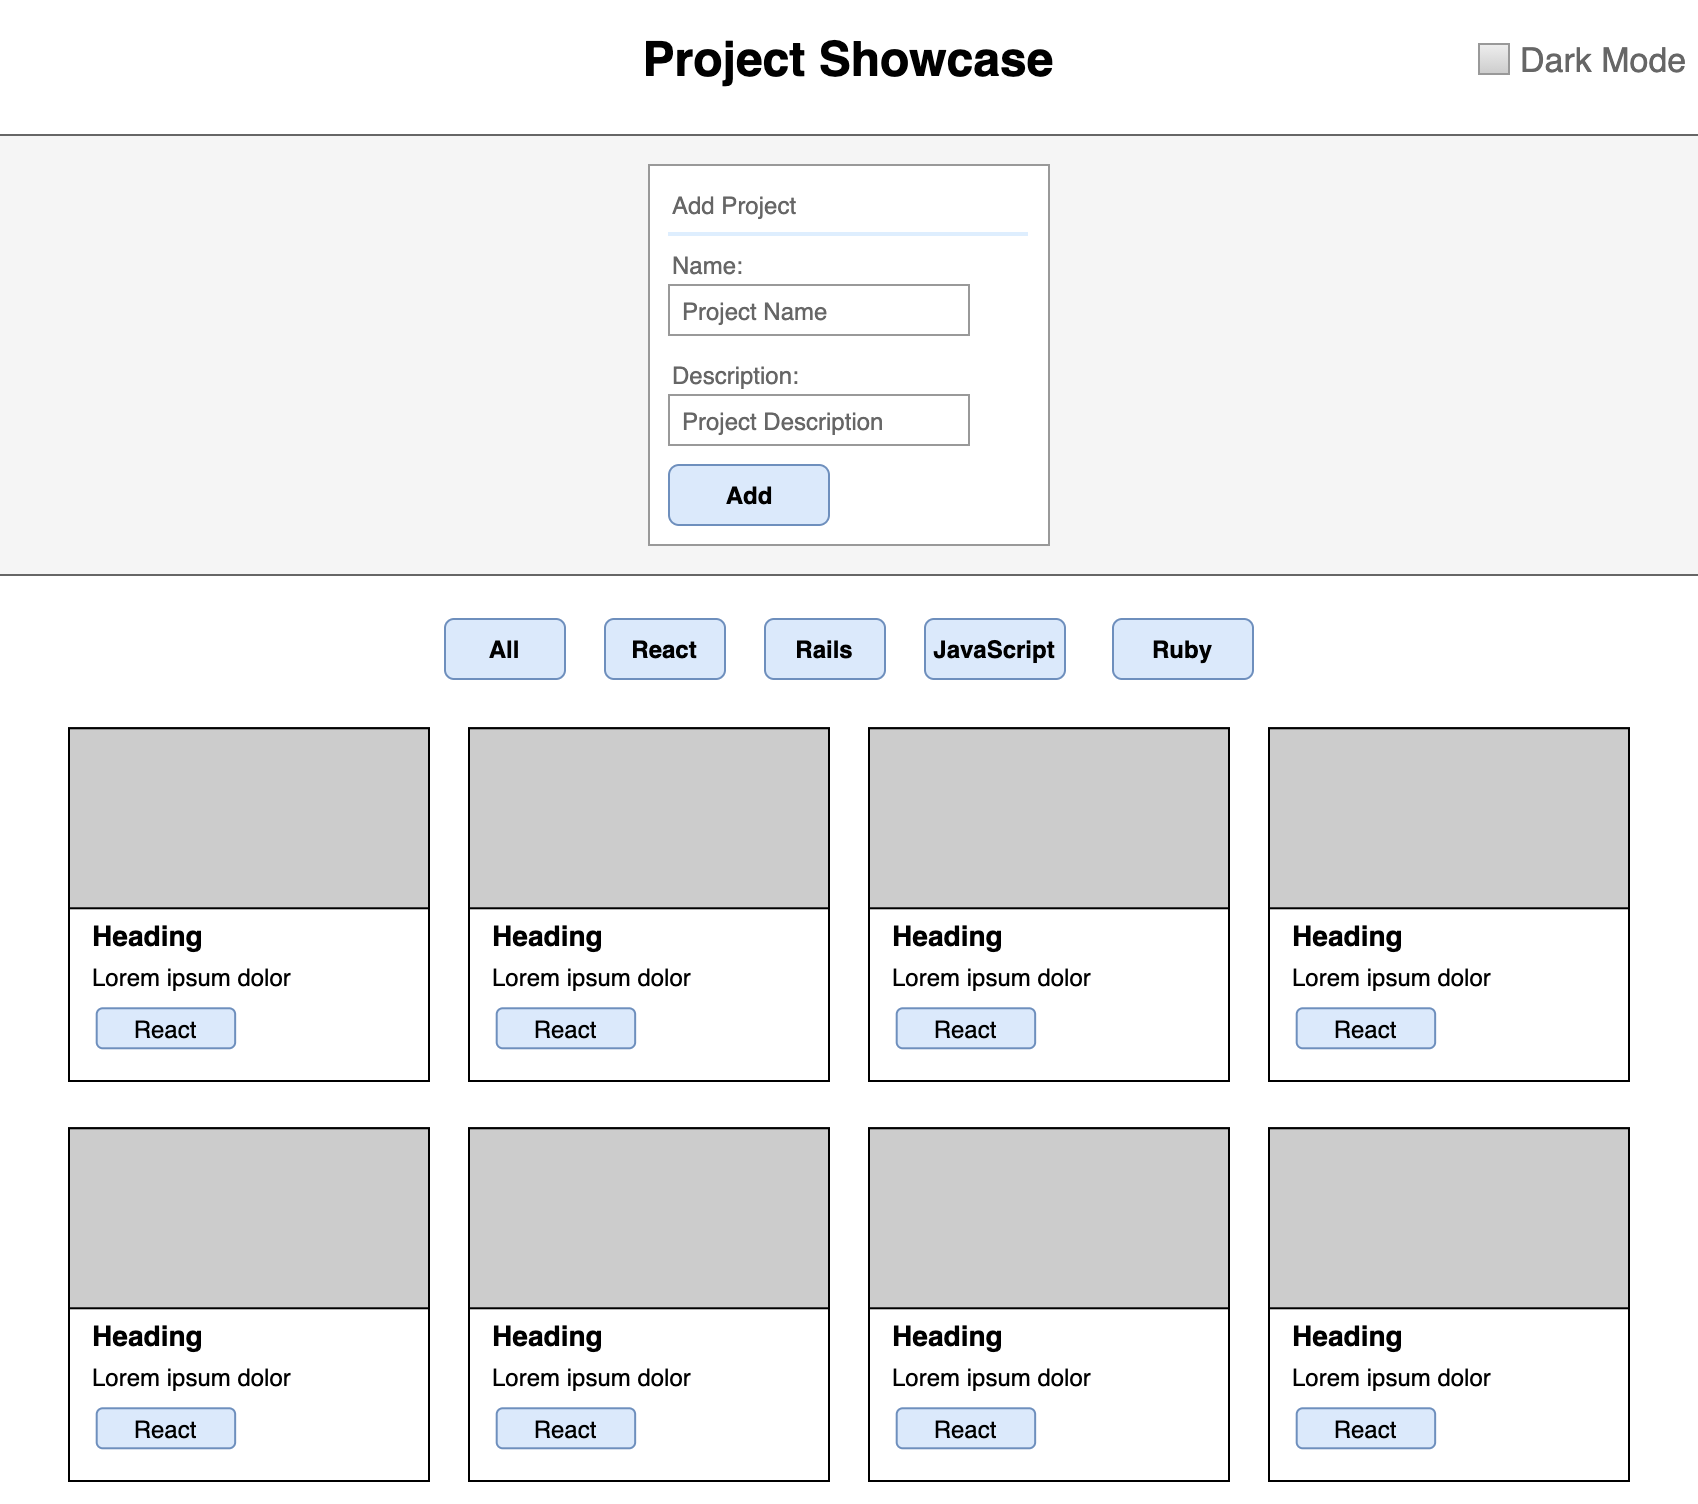 Project Showcase
Dark Mode
Add Project
Name:
Project Name
Description:
Project Description
Add
All React Rails JavaScript Ruby
Heading Heading Heading Heading
Lorem ipsum dolor Lorem ipsum dolor Lorem ipsum dolor Lorem ipsum dolor
React React React React
Heading Heading Heading Heading
Lorem ipsum dolor Lorem ipsum dolor Lorem ipsum dolor Lorem ipsum dolor
React React React React